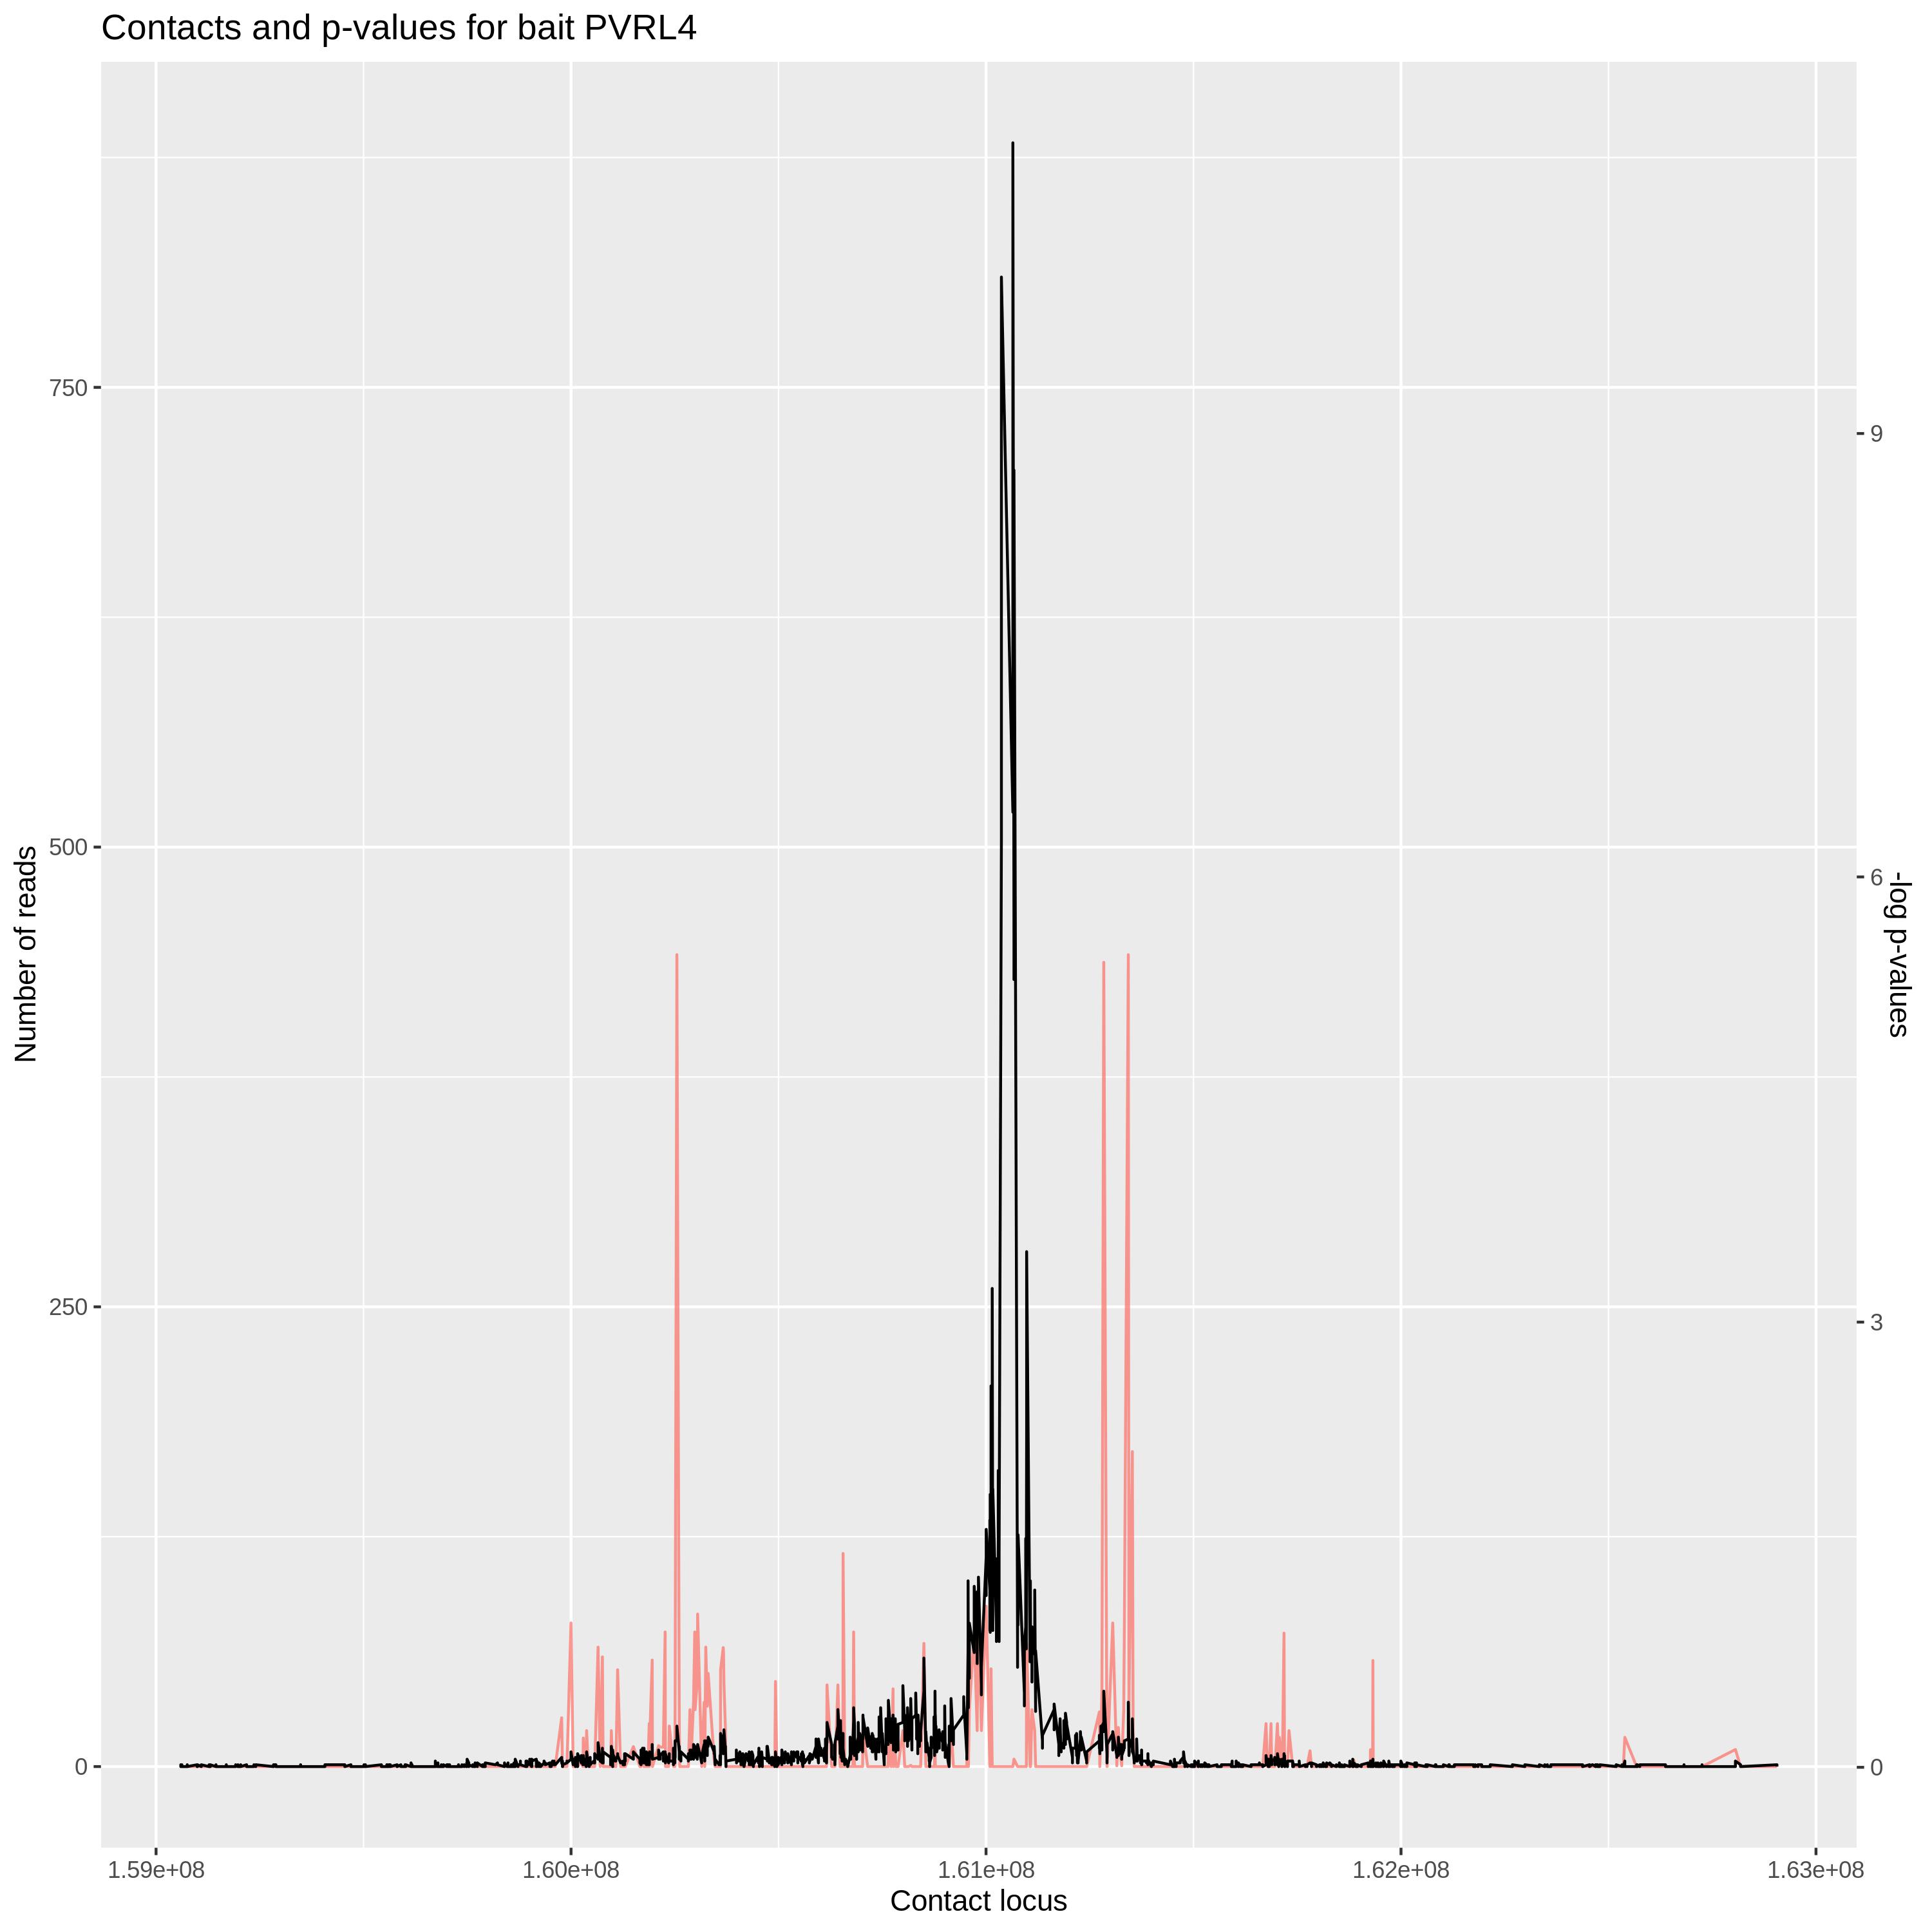 Contacts and p-values for bait PVRL4
750
500
250
0
Number of reads
9
6
3
0
-log p-values
1.59e+08
1.60e+08
1.61e+08
1.62e+08
1.63e+08
Contact locus